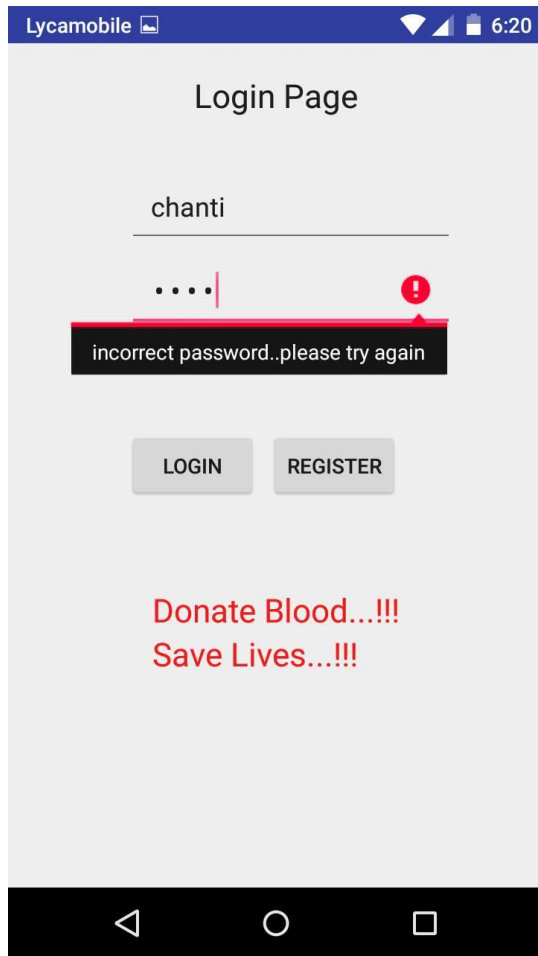 Lycamobile 6:20
Login Page
chanti
••••
incorrect password..please try again
LOGIN REGISTER
Donate Blood...!!!
Save Lives...!!!